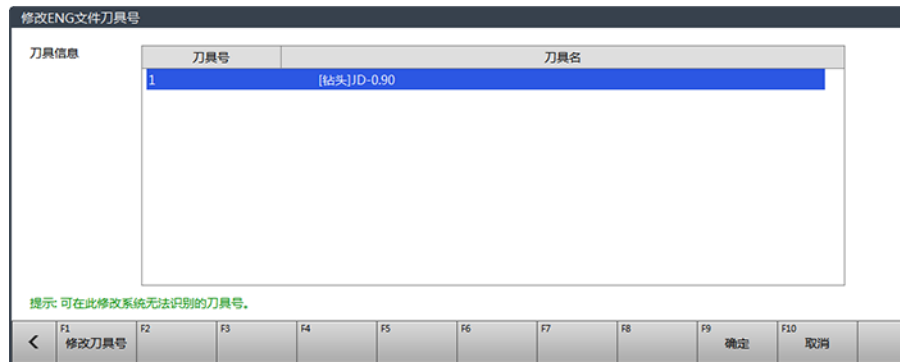 修改ENG文件刀具号
刀具信息
刀具号 刀具名
1 [钻头]JD-0.90
提示: 可在此修改系统无法识别的刀具号。
< F1 修改刀具号 F2 F3 F4 F5 F6 F7 F8 F9 确定 F10 取消